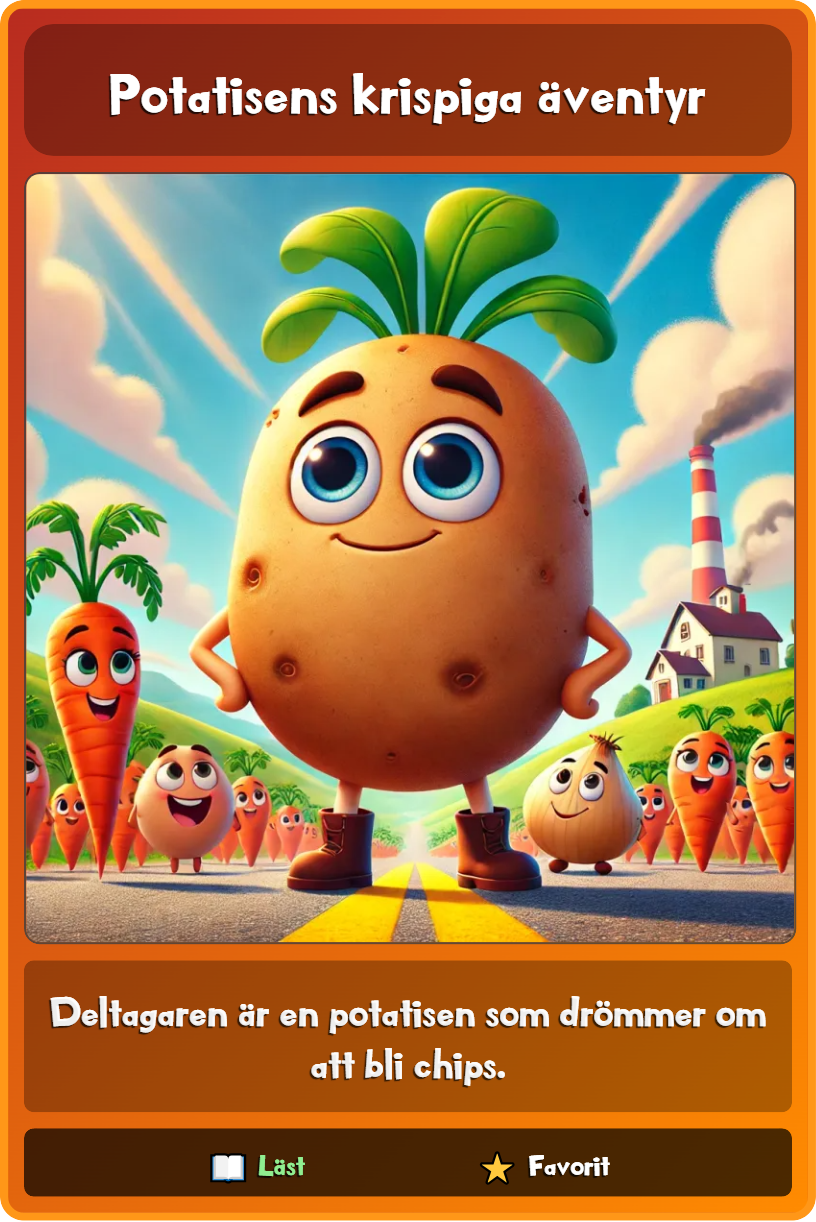 Potatisens krispiga äventyr
Deltagaren är en potatisen som drömmer om
att bli chips.
Läst
Favorit